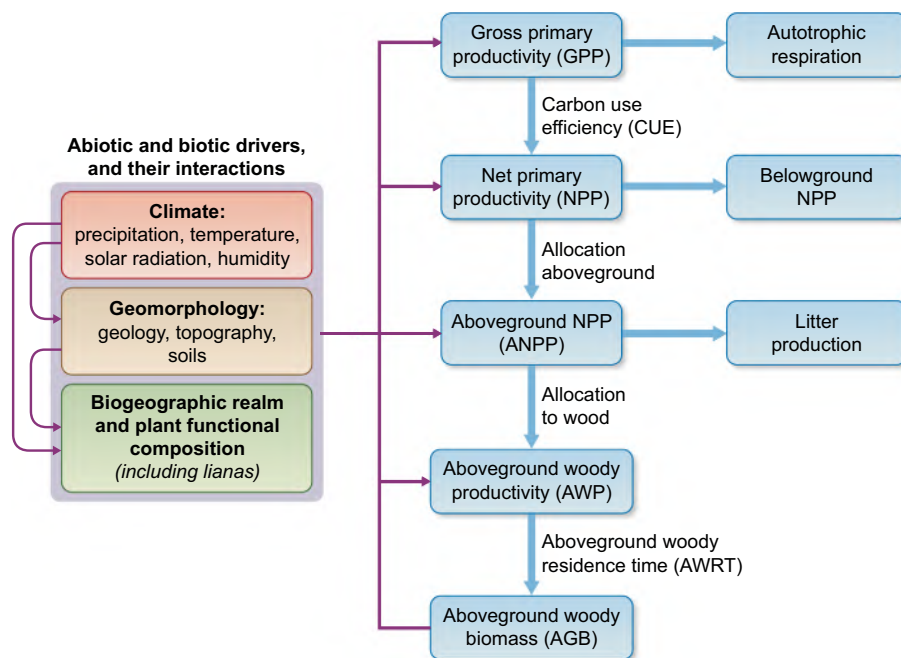 Gross primary
productivity (GPP)
Autotrophic
respiration
Carbon use
efficiency (CUE)
Abiotic and biotic drivers,
and their interactions
Climate:
precipitation, temperature,
solar radiation, humidity
Geomorphology:
geology, topography,
soils
Biogeographic realm
and plant functional
composition
(including lianas)
Net primary
productivity (NPP)
Belowground
NPP
Allocation
aboveground
Aboveground NPP
(ANPP)
Litter
production
Allocation
to wood
Aboveground woody
productivity (AWP)
Aboveground woody
residence time (AWRT)
Aboveground woody
biomass (AGB)